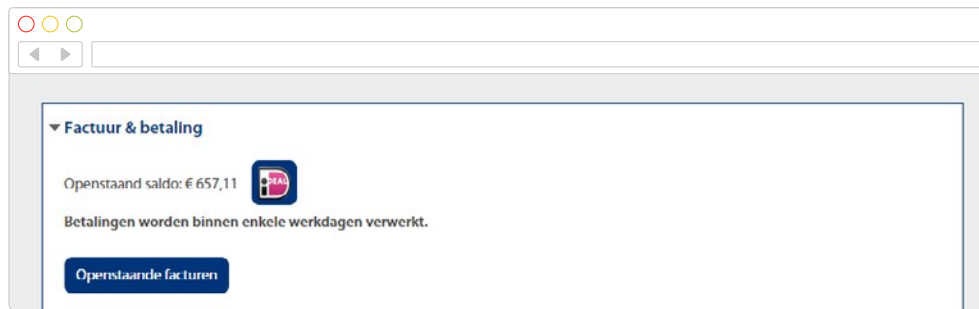 Factuur & betaling
Openstaand saldo: € 657,11 iDEAL
Betalingen worden binnen enkele werkdagen verwerkt.
Openstaande facturen